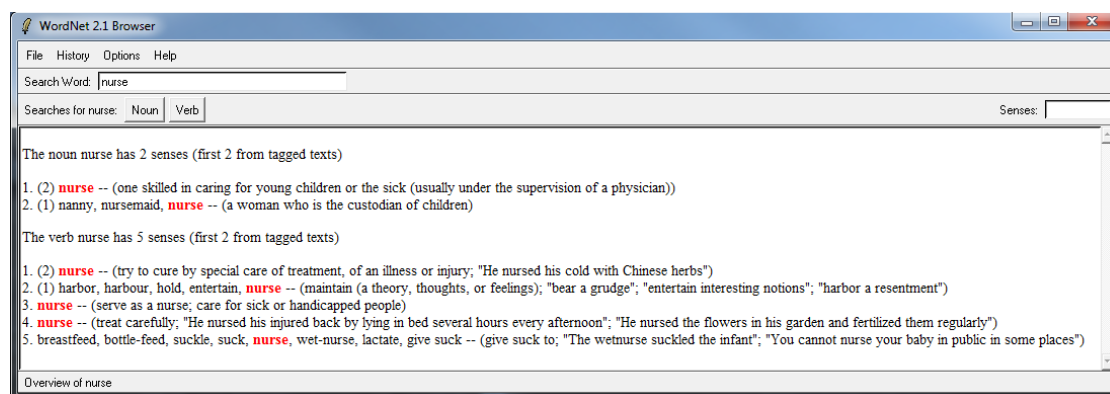 WordNet 2.1 Browser
File History Options Help
Search Word: nurse
Searches for nurse: Noun Verb Senses:
The noun nurse has 2 senses (first 2 from tagged texts)
1. (2) nurse -- (one skilled in caring for young children or the sick (usually under the supervision of a physician))
2. (1) nanny, nursemaid, nurse -- (a woman who is the custodian of children)
The verb nurse has 5 senses (first 2 from tagged texts)
1. (2) nurse -- (try to cure by special care of treatment, of an illness or injury; "He nursed his cold with Chinese herbs")
2. (1) harbor, harbour, hold, entertain, nurse -- (maintain (a theory, thoughts, or feelings); "bear a grudge"; "entertain interesting notions"; "harbor a resentment")
3. nurse -- (serve as a nurse; care for sick or handicapped people)
4. nurse -- (treat carefully; "He nursed his injured back by lying in bed several hours every afternoon"; "He nursed the flowers in his garden and fertilized them regularly")
5. breastfeed, bottle-feed, suckle, suck, nurse, wet-nurse, lactate, give suck -- (give suck to; "The wetnurse suckled the infant"; "You cannot nurse your baby in public in some places")
Overview of nurse